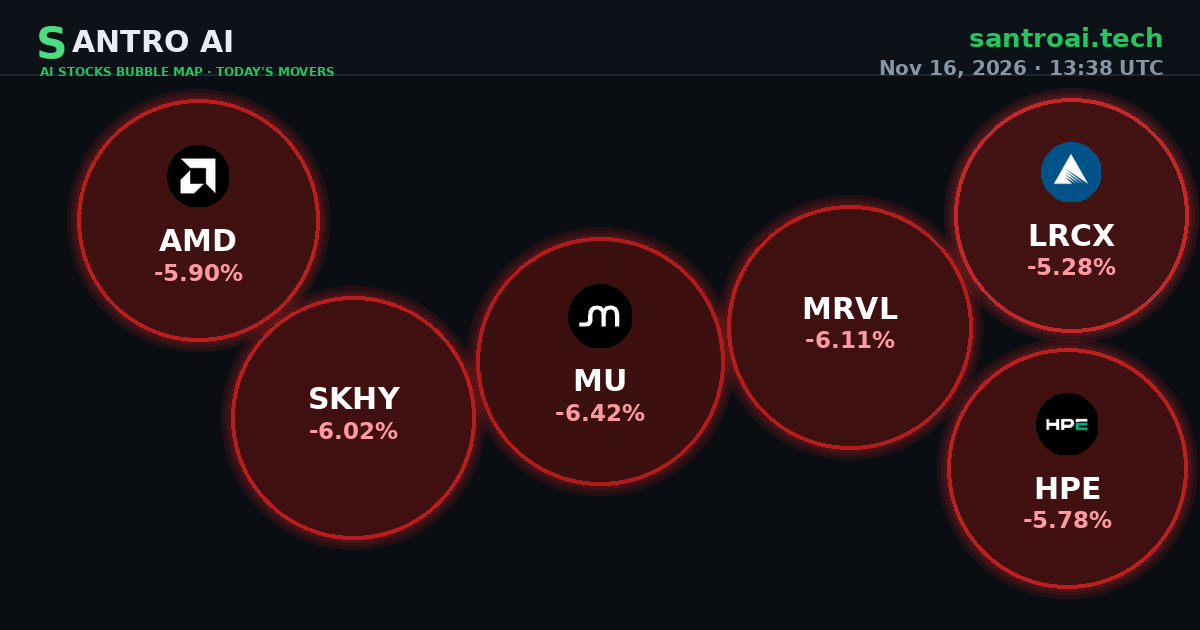 SANTRO AI
AI STOCKS BUBBLE MAP · TODAY'S MOVERS
santroai.tech
Nov 16, 2026 · 13:38 UTC
AMD
-5.90%
SKHY
-6.02%
MU
-6.42%
MRVL
-6.11%
LRCX
-5.28%
HPE
HPE
-5.78%